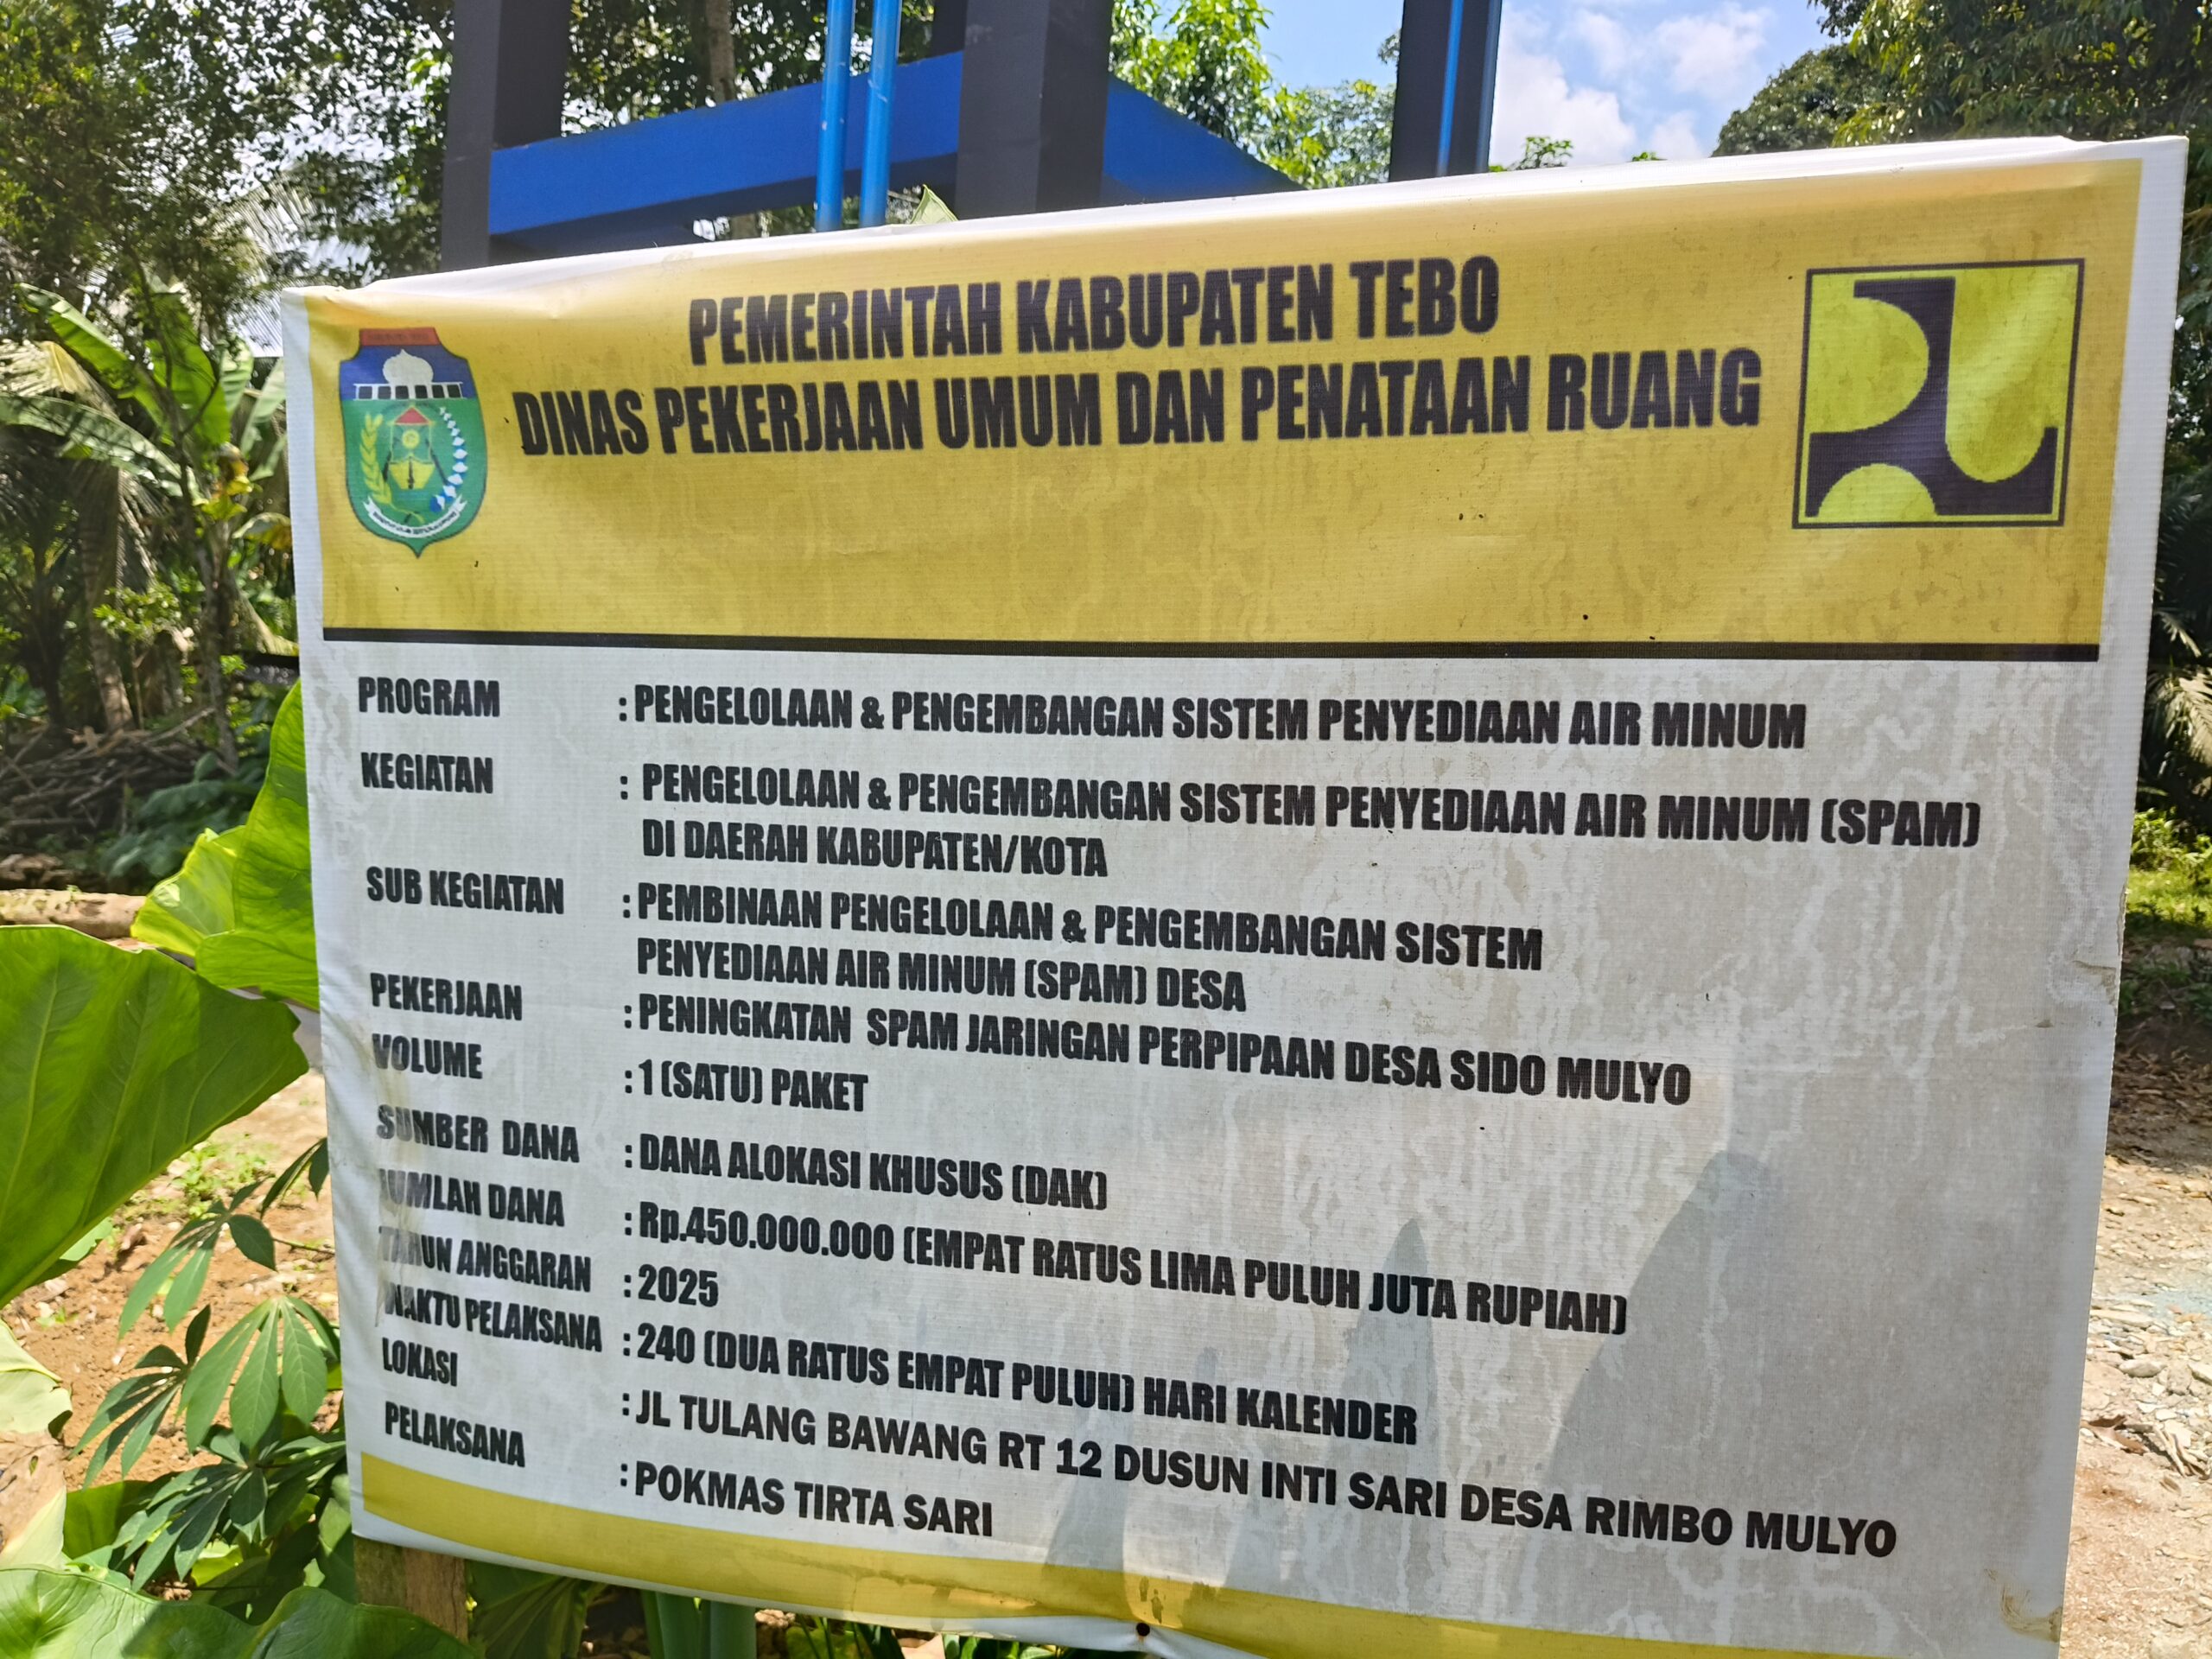 PEMERINTAH KABUPATEN TEBO
DINAS PEKERJAAN UMUM DAN PENATAAN RUANG
PROGRAM : PENGELOLAAN & PENGEMBANGAN SISTEM PENYEDIAAN AIR MINUM
KEGIATAN : PENGELOLAAN & PENGEMBANGAN SISTEM PENYEDIAAN AIR MINUM (SPAM)
DI DAERAH KABUPATEN/KOTA
SUB KEGIATAN : PEMBINAAN PENGELOLAAN & PENGEMBANGAN SISTEM
PENYEDIAAN AIR MINUM (SPAM) DESA
PEKERJAAN : PENINGKATAN SPAM JARINGAN PERPIPAAN DESA SIDO MULYO
VOLUME : 1 (SATU) PAKET
SUMBER DANA : DANA ALOKASI KHUSUS (DAK)
JUMLAH DANA : Rp.450.000.000 (EMPAT RATUS LIMA PULUH JUTA RUPIAH)
TAHUN ANGGARAN : 2025
WAKTU PELAKSANA : 240 (DUA RATUS EMPAT PULUH) HARI KALENDER
LOKASI : JL TULANG BAWANG RT 12 DUSUN INTI SARI DESA RIMBO MULYO
PELAKSANA : POKMAS TIRTA SARI